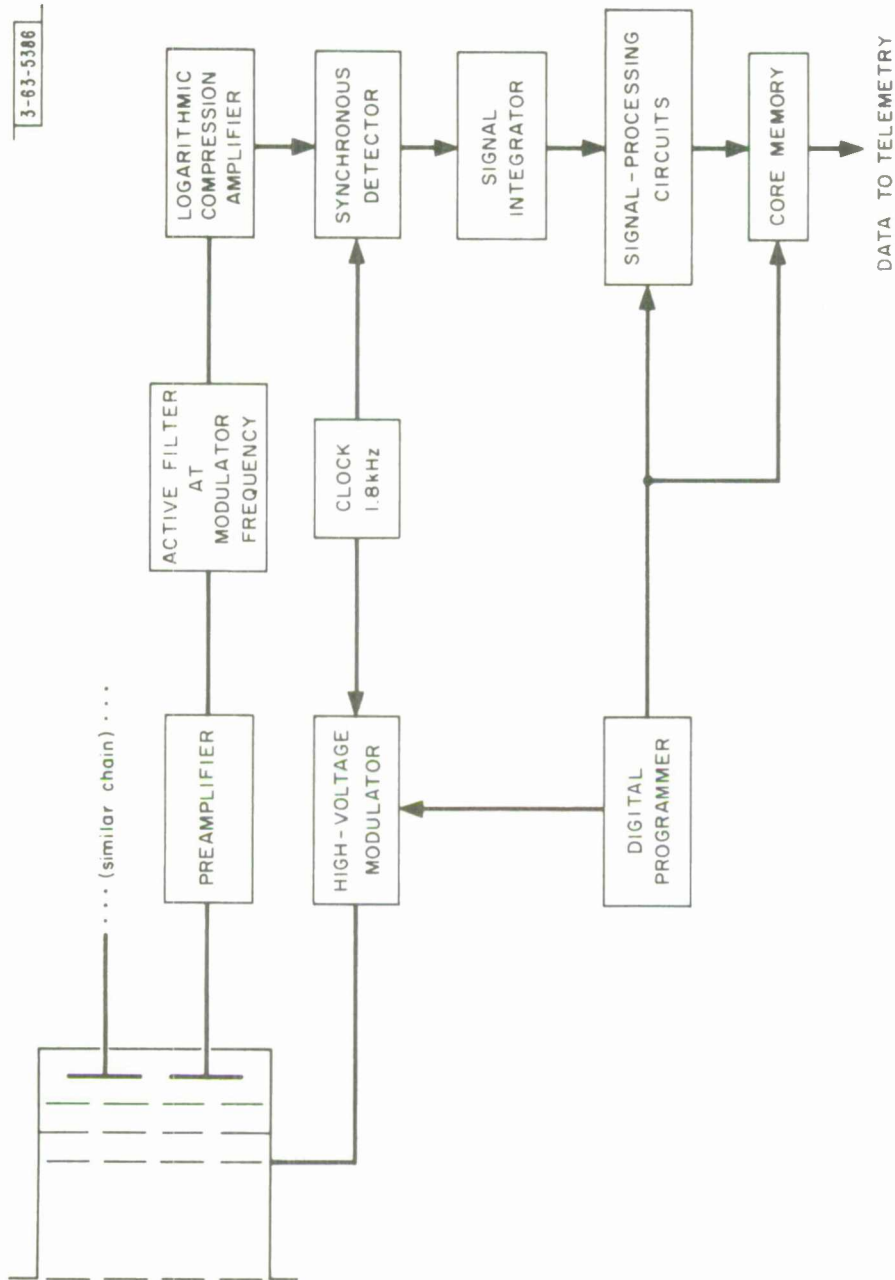 3-63-5386
....(similar chain)....
PREAMPLIFIER
ACTIVE FILTER
AT
MODULATOR
FREQUENCY
LOGARITHMIC
COMPRESSION
AMPLIFIER
HIGH-VOLTAGE
MODULATOR
CLOCK
1.8kHz
SYNCHRONOUS
DETECTOR
SIGNAL
INTEGRATOR
DIGITAL
PROGRAMMER
SIGNAL-PROCESSING
CIRCUITS
CORE MEMORY
DATA TO TELEMETRY